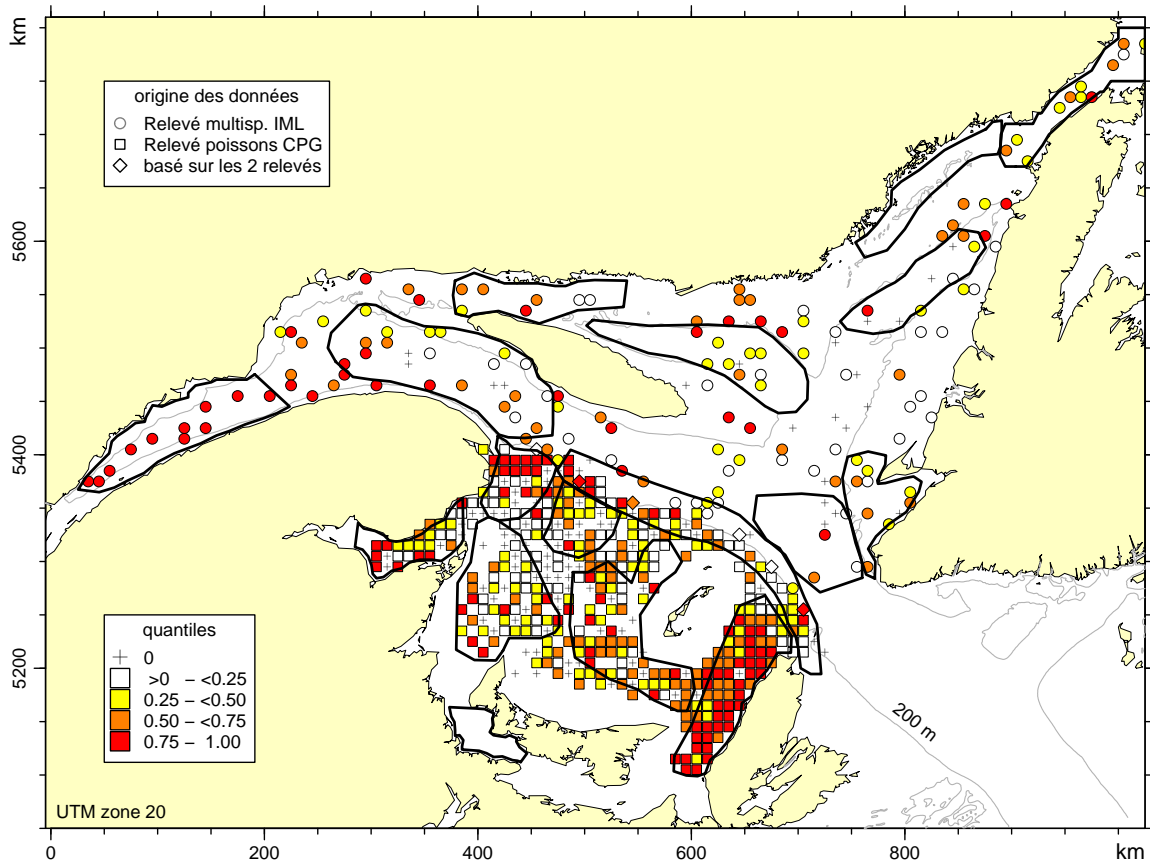 km
origine des données
Relevé multisp. IML
Relevé poissons CPG
basé sur les 2 relevés
5600
5400
5200
quantiles
0
>0 – <0.25
0.25 – <0.50
0.50 – <0.75
0.75 – 1.00
200 m
UTM zone 20
0 200 400 600 800 km